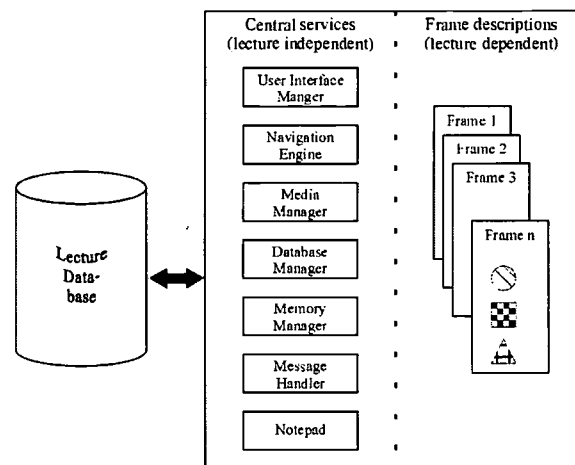 Central services
(lecture independent)
Frame descriptions
(lecture dependent)
User Interface
Manger
Navigation
Engine
Media
Manager
Database
Manager
Memory
Manager
Message
Handler
Notepad
Lecture
Data-
base
Frame 1
Frame 2
Frame 3
Frame n